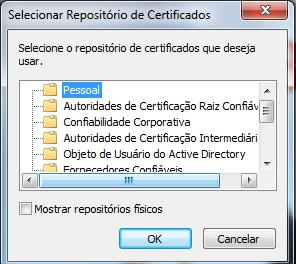 Selecionar Repositório de Certificados
Selecione o repositório de certificados que deseja
usar.
Pessoal
Autoridades de Certificação Raiz Confiáv
Confiabilidade Corporativa
Autoridades de Certificação Intermediári
Objeto de Usuário do Active Directory
Fornecedores Confiáveis
Mostrar repositórios físicos
OK
Cancelar